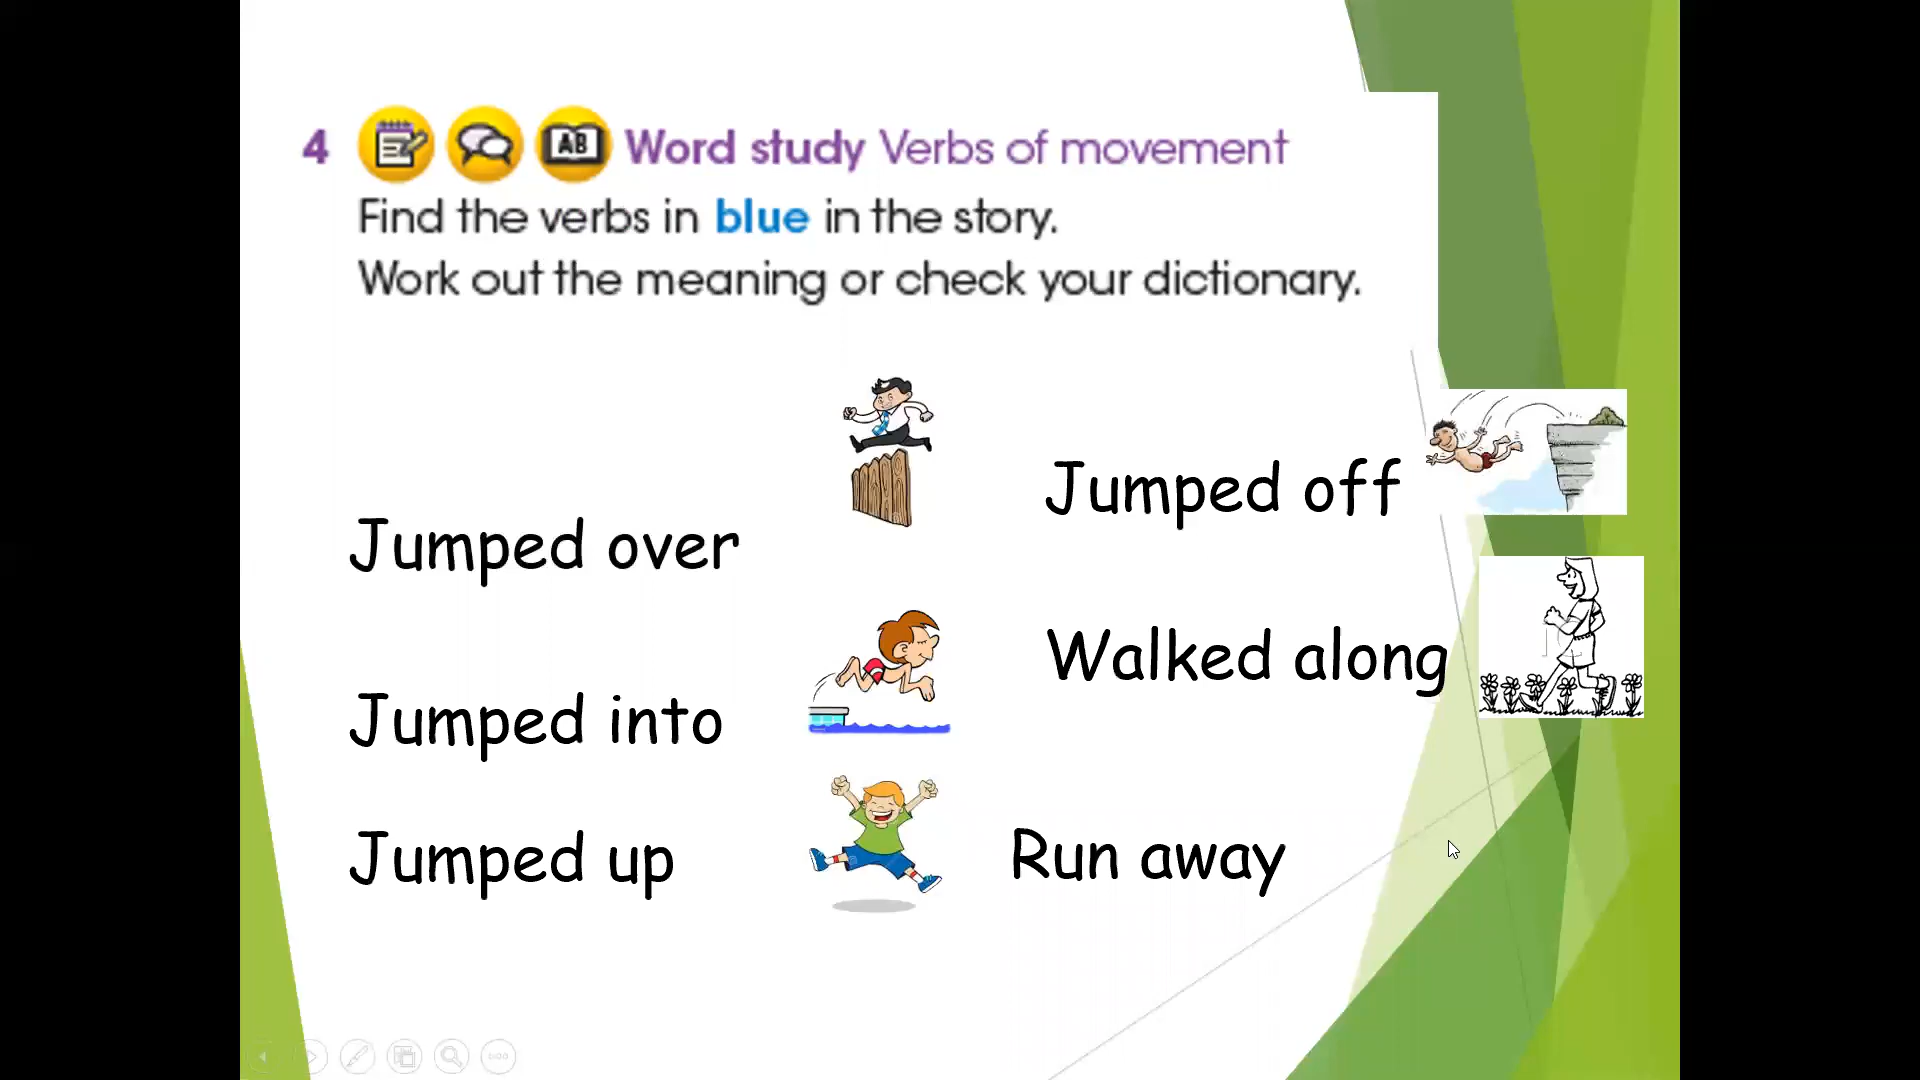 4 AB Word study Verbs of movement
Find the verbs in blue in the story.
Work out the meaning or check your dictionary.
Jumped over
Jumped into
Jumped up
Jumped off
Walked along
Run away